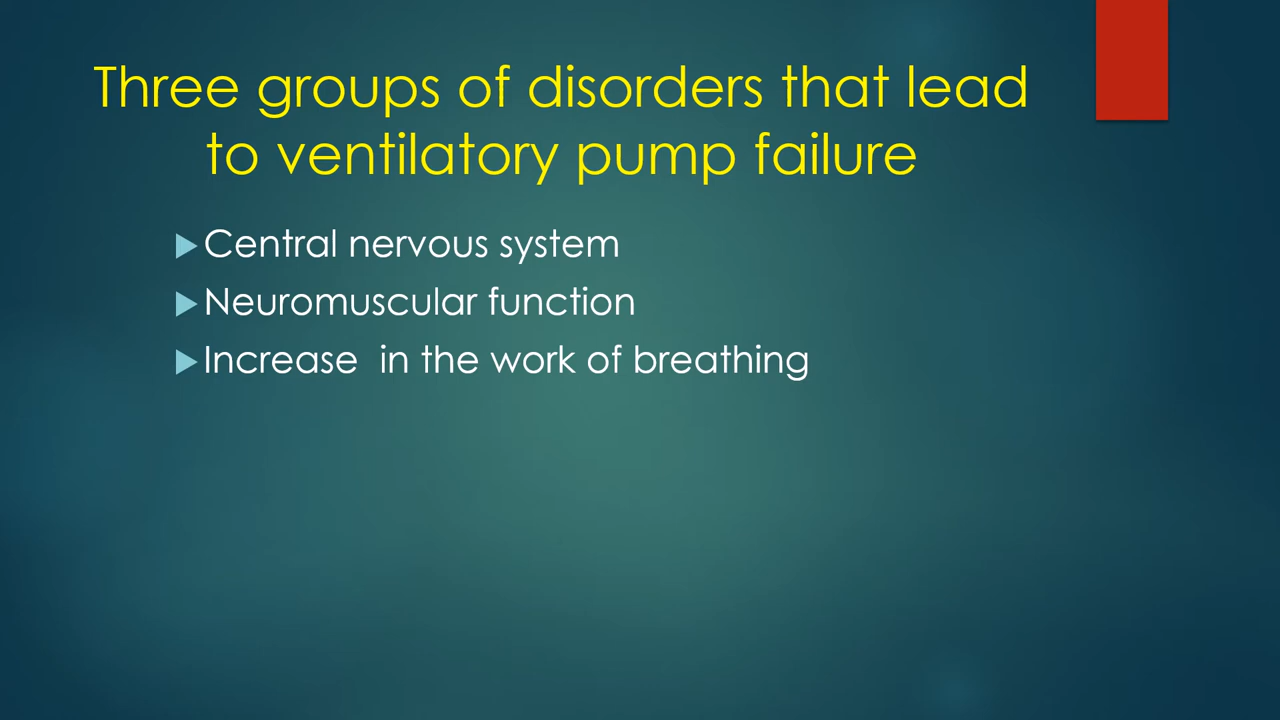 Three groups of disorders that lead
to ventilatory pump failure
Central nervous system
Neuromuscular function
Increase  in the work of breathing